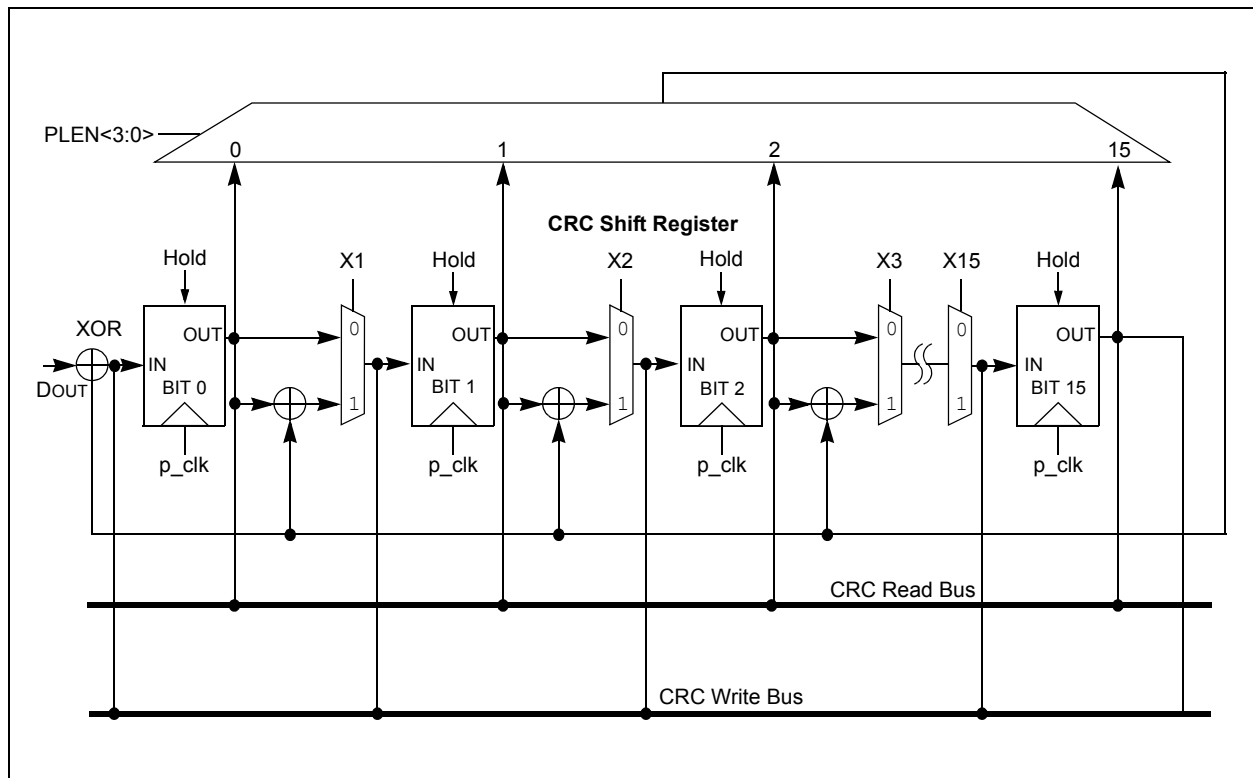 PLEN<3:0>
0 1 2 15
CRC Shift Register
Hold X1 Hold X2 Hold X3 X15 Hold
XOR
OUT 0 OUT 0 OUT 0 0 OUT
IN IN IN IN
DOUT
BIT 0 1 BIT 1 1 BIT 2 1 1 BIT 15
p_clk p_clk p_clk p_clk
CRC Read Bus
CRC Write Bus